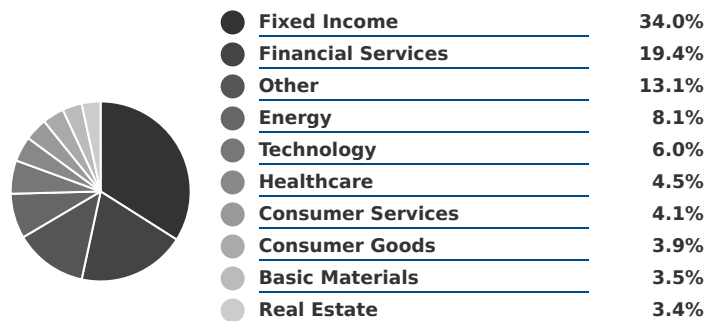 Fixed Income 34.0%
Financial Services 19.4%
Other 13.1%
Energy 8.1%
Technology 6.0%
Healthcare 4.5%
Consumer Services 4.1%
Consumer Goods 3.9%
Basic Materials 3.5%
Real Estate 3.4%